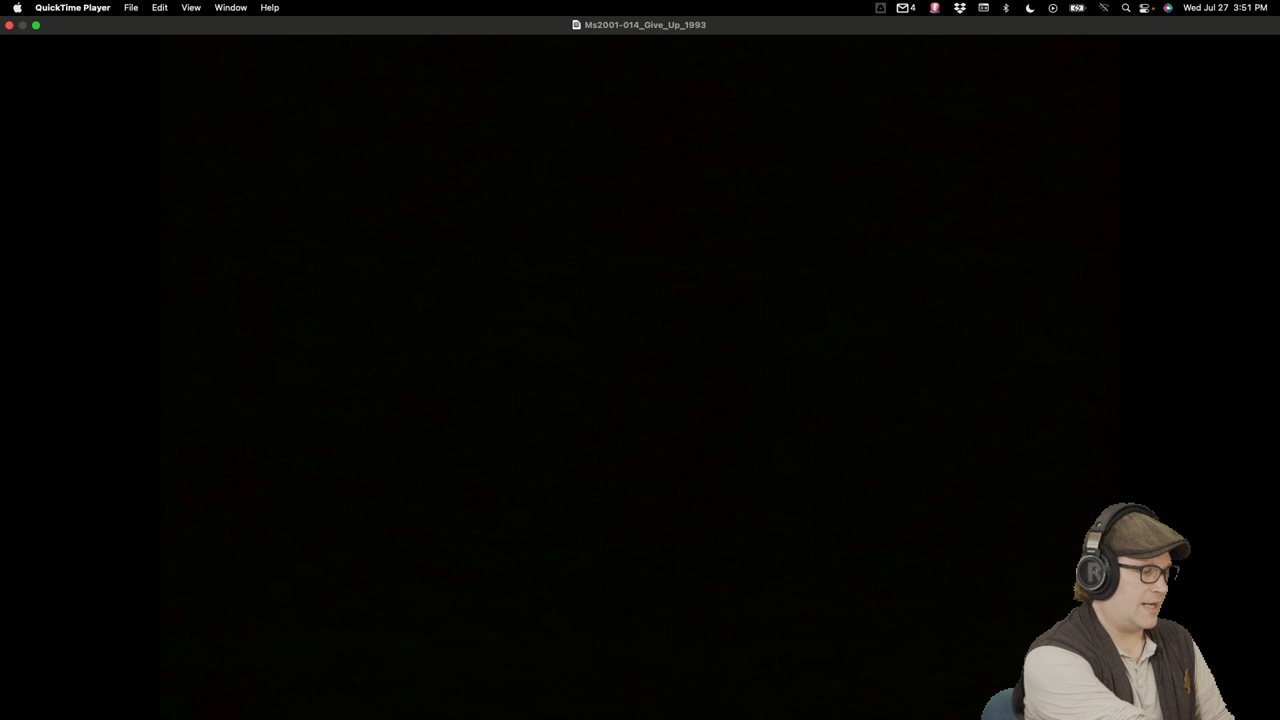 QuickTime Player File Edit View Window Help 4 Wed Jul 27 3:51 PM
Ms2001-014_Give_Up_1993
R